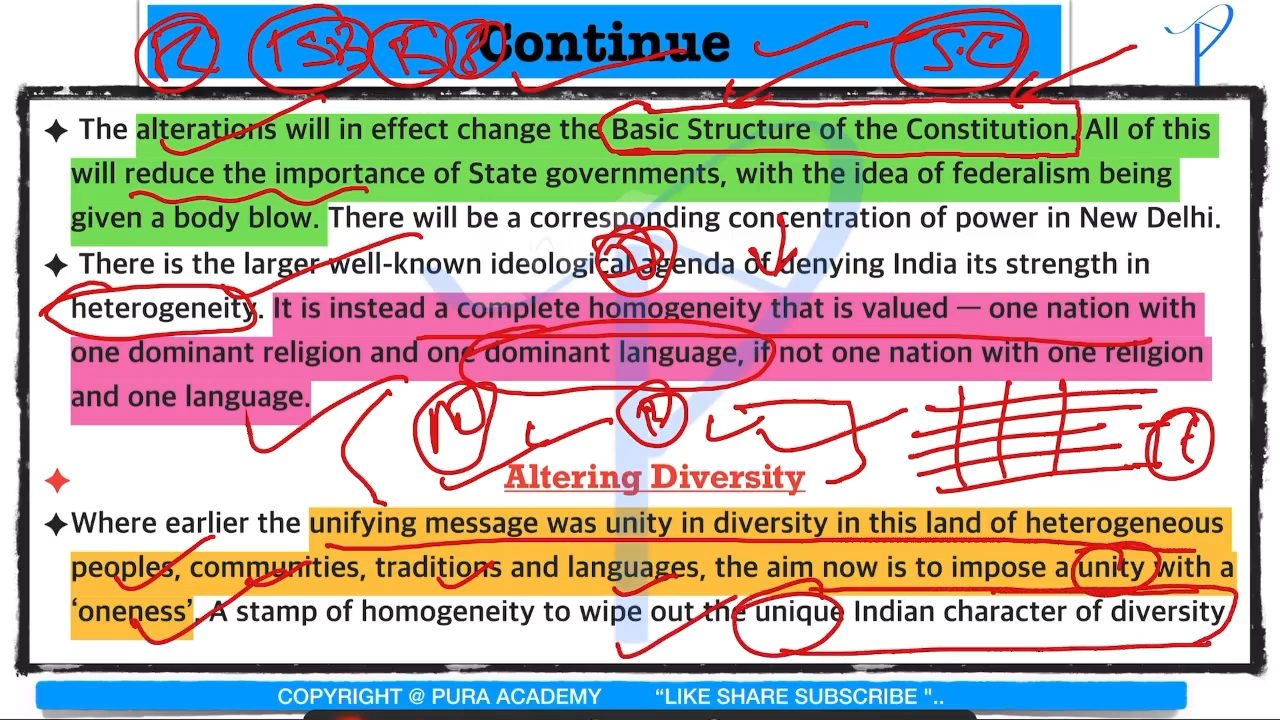 Continue
S.C
✦ The alterations will in effect change the Basic Structure of the Constitution. All of this
will reduce the importance of State governments, with the idea of federalism being
given a body blow. There will be a corresponding concentration of power in New Delhi.
✦ There is the larger well-known ideological agenda of denying India its strength in
heterogeneity. It is instead a complete homogeneity that is valued — one nation with
one dominant religion and one dominant language, if not one nation with one religion
and one language.
✦ Altering Diversity
✦Where earlier the unifying message was unity in diversity in this land of heterogeneous
peoples, communities, traditions and languages, the aim now is to impose a unity with a
‘oneness’. A stamp of homogeneity to wipe out the unique Indian character of diversity
COPYRIGHT @ PURA ACADEMY “LIKE SHARE SUBSCRIBE "..